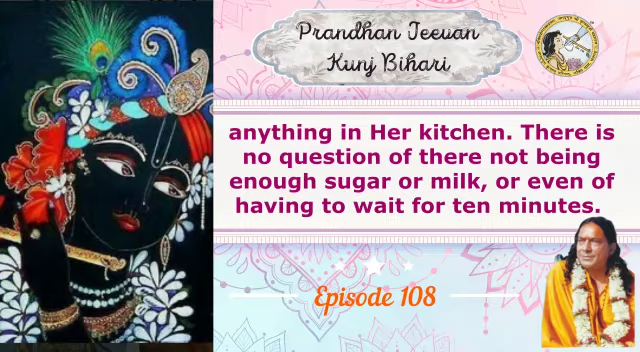 Prandhan Jeevan
Kunj Bihari
anything in Her kitchen. There is
no question of there not being
enough sugar or milk, or even of
having to wait for ten minutes.
Episode 108